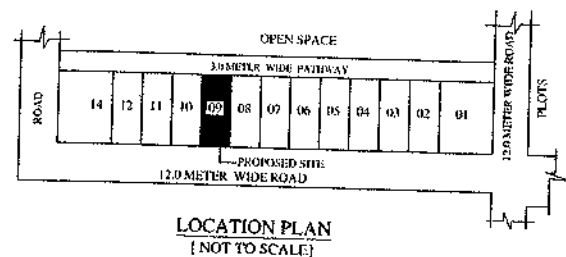 OPEN SPACE
3.0 METER WIDE PATHWAY
ROAD
14 12 11 10 09 08 07 06 05 04 03 02 01
12.0 METER WIDE ROAD
PLOTS
PROPOSED SITE
12.0 METER WIDE ROAD
LOCATION PLAN
[ NOT TO SCALE]